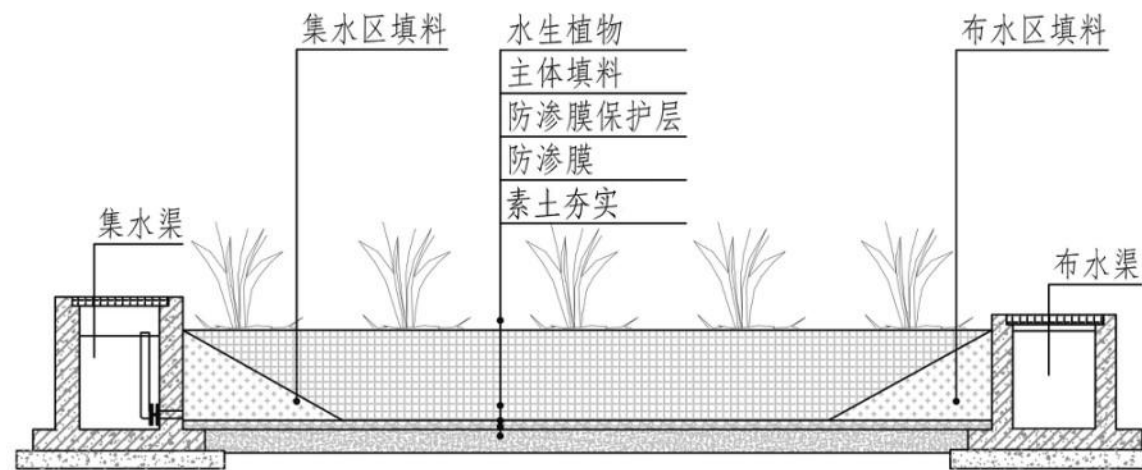 集水区填料
水生植物
布水区填料
主体填料
防渗膜保护层
防渗膜
素土夯实
集水渠
布水渠